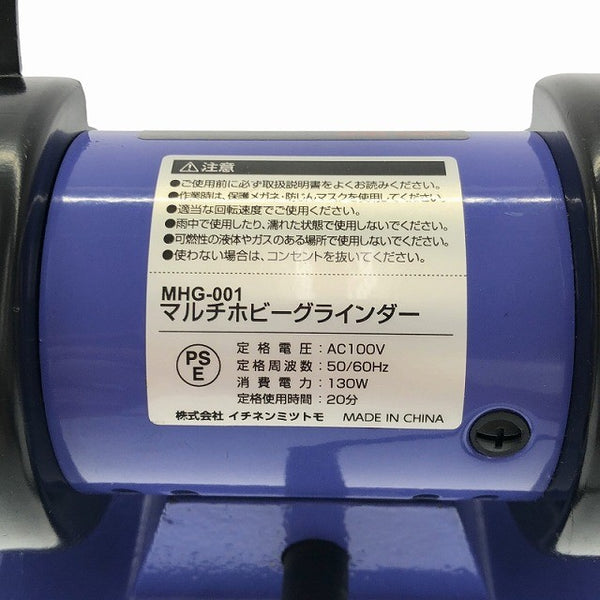 ⚠注意
●ご使用前に必ず取扱説明書をよくお読みください。
●作業時は、保護メガネ・防じんマスクを使用してください。
●適当な回転速度でご使用ください。
●雨中で使用したり、濡れた状態で使用しないでください。
●可燃性の液体やガスのある場所で使用しないでください。
●使わない場合は、コンセントを抜いてください。
MHG-001
マルチホビーグラインダー
PS
E
定格電圧：AC100V
定格周波数：50/60Hz
消費電力：130W
定格使用時間：20分
株式会社 イチネンミツトモ MADE IN CHINA